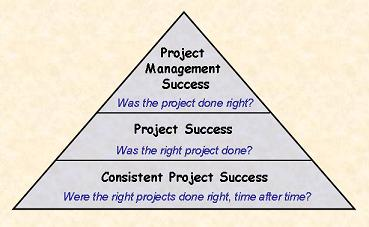 Project
Management
Success
Was the project done right?
Project Success
Was the right project done?
Consistent Project Success
Were the right projects done right, time after time?